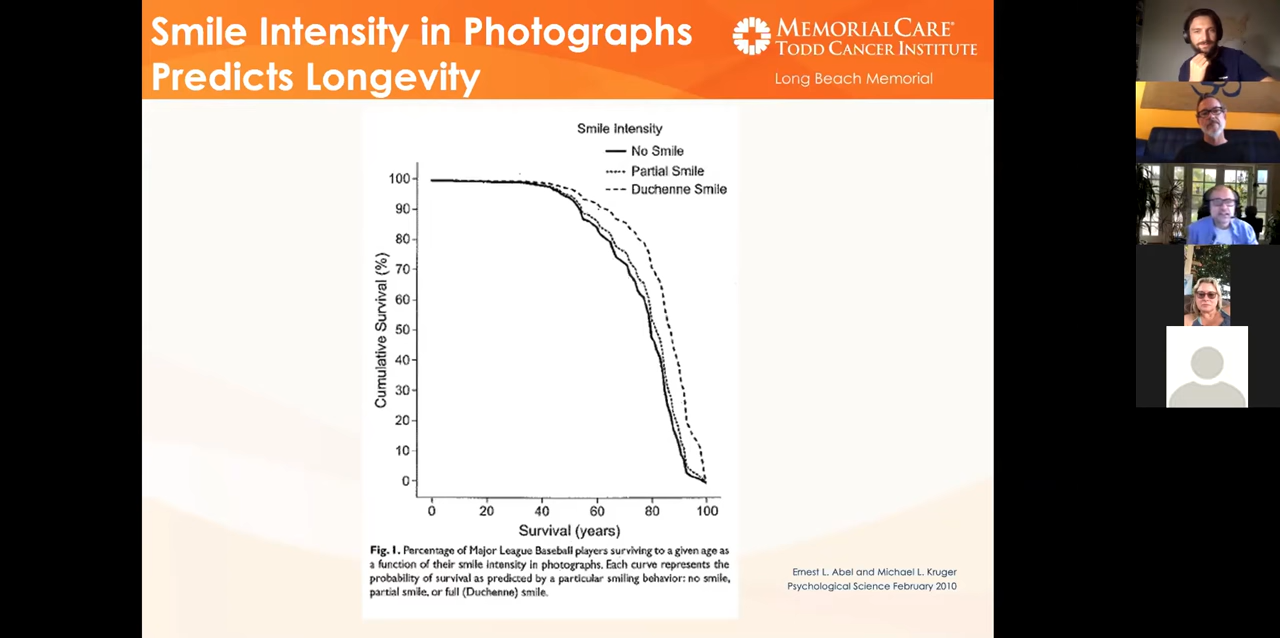 Smile Intensity in Photographs
Predicts Longevity
MEMORIALCARE®
TODD CANCER INSTITUTE
Long Beach Memorial
Smile Intensity
No Smile
Partial Smile
Duchenne Smile
100
90
80
70
60
50
40
30
20
10
0
Cumulative Survival (%)
0 20 40 60 80 100
Survival (years)
Fig. 1. Percentage of Major League Baseball players surviving to a given age as
a function of their smile intensity in photographs. Each curve represents the
probability of survival as predicted by a particular smiling behavior: no smile,
partial smile, or full (Duchenne) smile.
Ernest L. Abel and Michael L. Kruger
Psychological Science February 2010